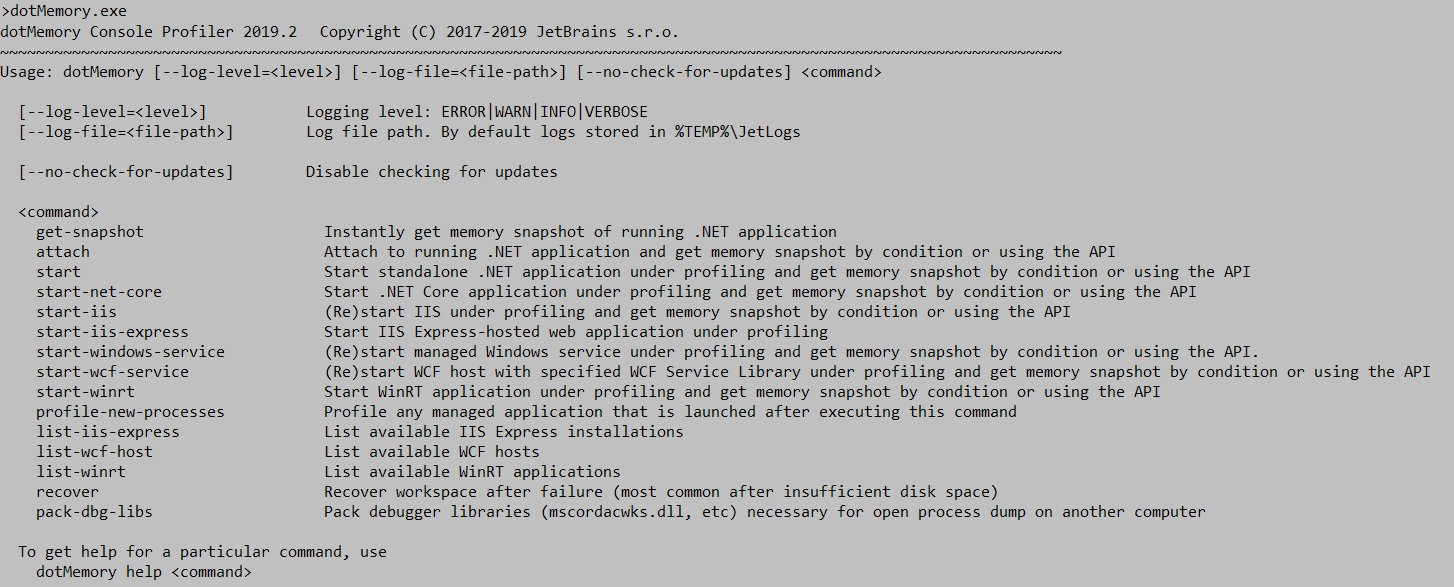 >dotMemory.exe
dotMemory Console Profiler 2019.2  Copyright (C) 2017-2019 JetBrains s.r.o.
~~~~~~~~~~~~~~~~~~~~~~~~~~~~~~~~~~~~~~~~~~~~~~~~~~~~~~~~~~~~~~~~~~~~~~~~~~~~~~~~~~~~~~~~~~~~~~~~~~~~~~~~~~~~~~~~~~~~~~
Usage: dotMemory [--log-level=<level>] [--log-file=<file-path>] [--no-check-for-updates] <command>
[--log-level=<level>]           Logging level: ERROR|WARN|INFO|VERBOSE
[--log-file=<file-path>]        Log file path. By default logs stored in %TEMP%\JetLogs
[--no-check-for-updates]        Disable checking for updates
<command>
get-snapshot                    Instantly get memory snapshot of running .NET application
attach                          Attach to running .NET application and get memory snapshot by condition or using the API
start                           Start standalone .NET application under profiling and get memory snapshot by condition or using the API
start-net-core                  Start .NET Core application under profiling and get memory snapshot by condition or using the API
start-iis                       (Re)start IIS under profiling and get memory snapshot by condition or using the API
start-iis-express               Start IIS Express-hosted web application under profiling
start-windows-service           (Re)start managed Windows service under profiling and get memory snapshot by condition or using the API.
start-wcf-service               (Re)start WCF host with specified WCF Service Library under profiling and get memory snapshot by condition or using the API
start-winrt                     Start WinRT application under profiling and get memory snapshot by condition or using the API
profile-new-processes           Profile any managed application that is launched after executing this command
list-iis-express                List available IIS Express installations
list-wcf-host                   List available WCF hosts
list-winrt                      List available WinRT applications
recover                         Recover workspace after failure (most common after insufficient disk space)
pack-dbg-libs                   Pack debugger libraries (mscordacwks.dll, etc) necessary for open process dump on another computer
To get help for a particular command, use
dotMemory help <command>